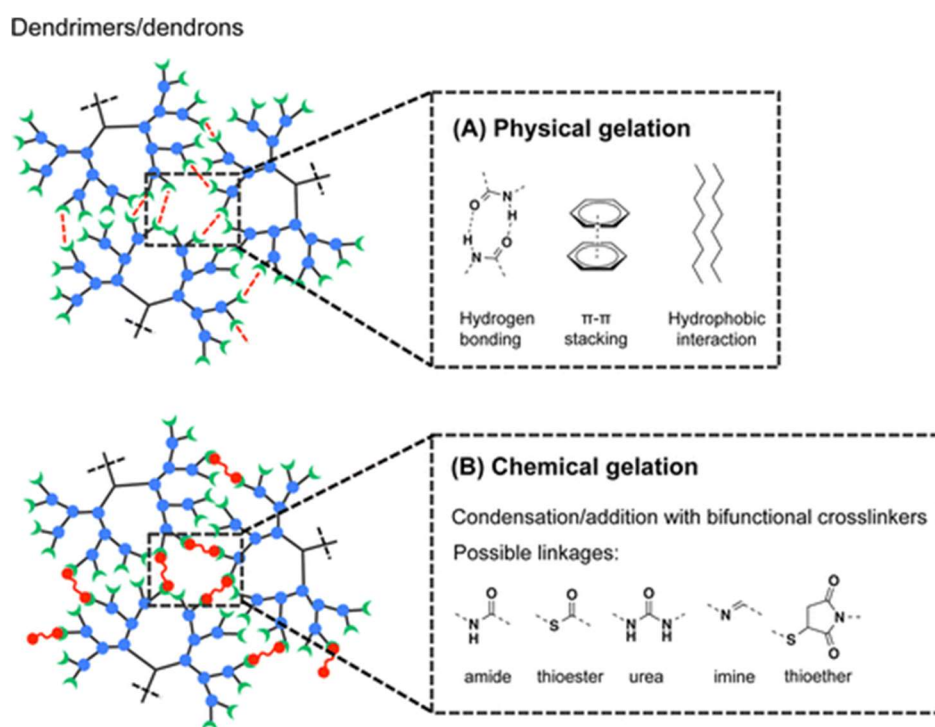 Dendrimers/dendrons
(A) Physical gelation
O
N
H
H
N
O
Hydrogen
bonding
π-π
stacking
Hydrophobic
interaction
(B) Chemical gelation
Condensation/addition with bifunctional crosslinkers
Possible linkages:
O
N
H
O
S
O
N
H
N
H
N
O
N
S
O
amide thioester urea imine thioether